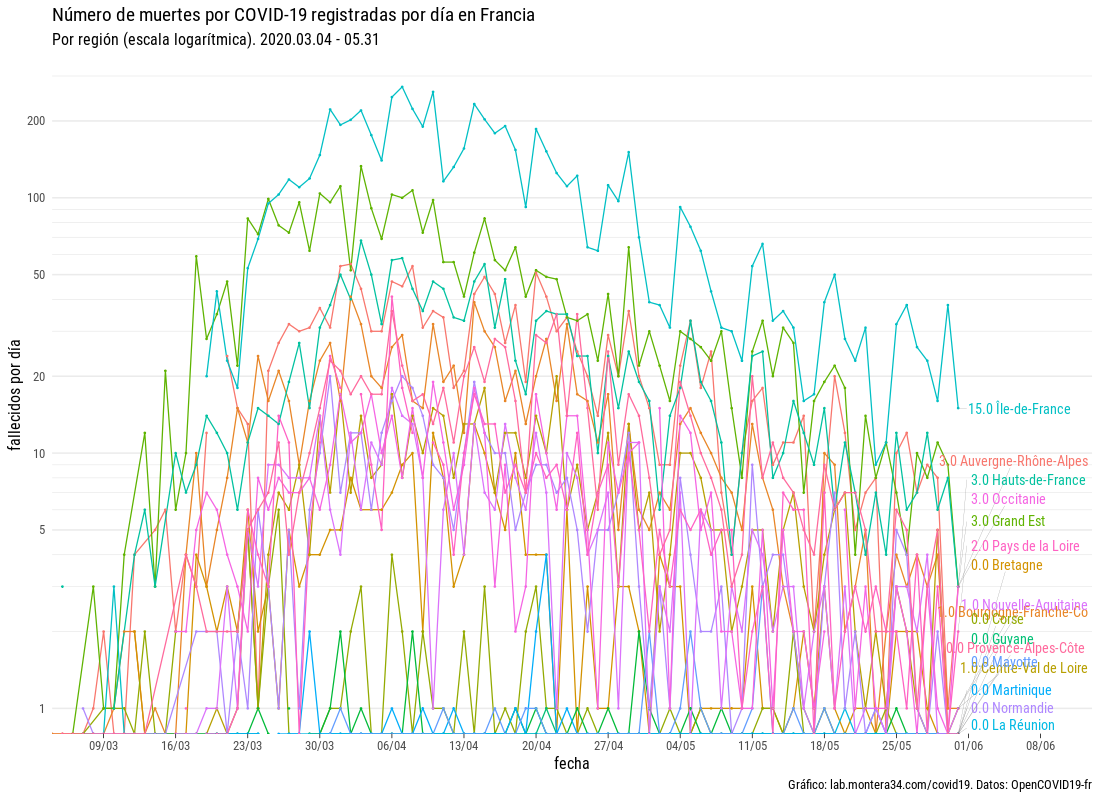 Número de muertes por COVID-19 registradas por día en Francia
Por región (escala logarítmica). 2020.03.04 - 05.31
200
100
50
20
10
5
1
fallecidos por día
15.0 Île-de-France
3.0 Auvergne-Rhône-Alpes
3.0 Hauts-de-France
3.0 Occitanie
3.0 Grand Est
2.0 Pays de la Loire
0.0 Bretagne
1.0 Nouvelle-Aquitaine
1.0 Bourgogne-Franche-Co
0.0 Corse
0.0 Guyane
0.0 Provence-Alpes-Côte
0.0 Mayotte
1.0 Centre-Val de Loire
0.0 Martinique
0.0 Normandie
0.0 La Réunion
09/03 16/03 23/03 30/03 06/04 13/04 20/04 27/04 04/05 11/05 18/05 25/05 01/06 08/06
fecha
Gráfico: lab.montera34.com/covid19. Datos: OpenCOVID19-fr